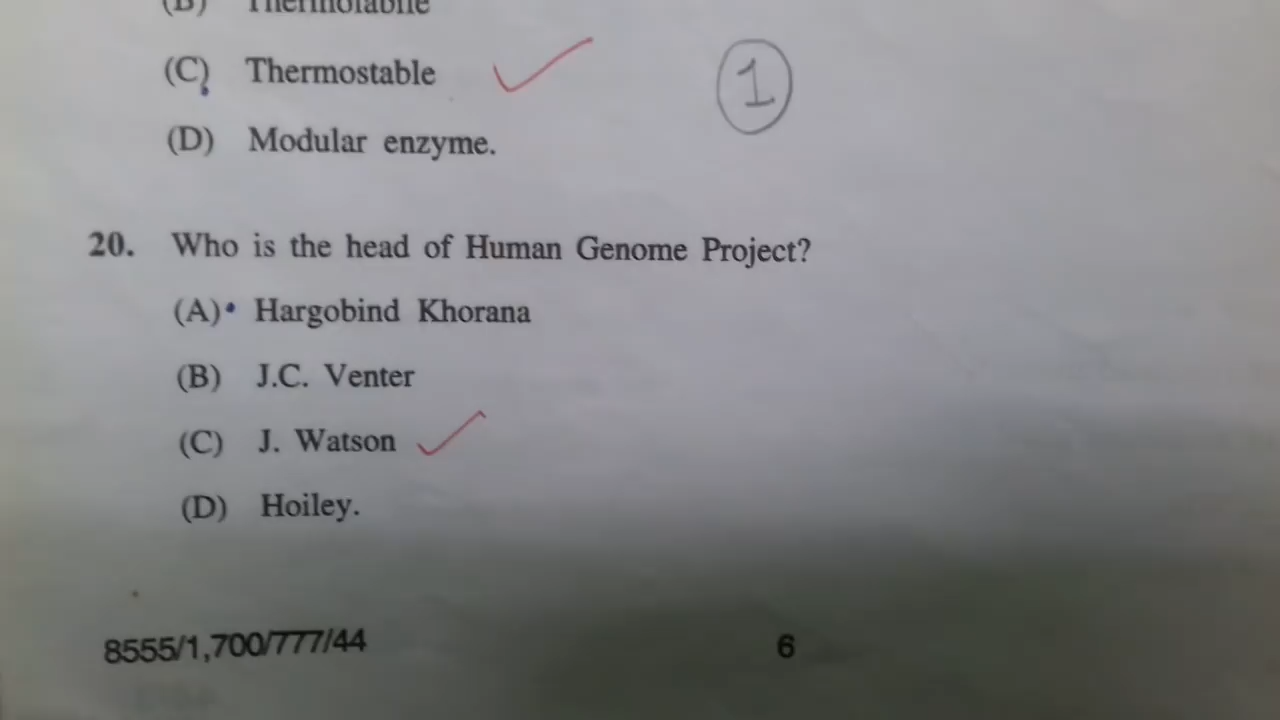 (B) Thermolabile
(C) Thermostable
1
(D) Modular enzyme.
20. Who is the head of Human Genome Project?
(A) Hargobind Khorana
(B) J.C. Venter
(C) J. Watson
(D) Hoiley.
8555/1,700/777/44
6